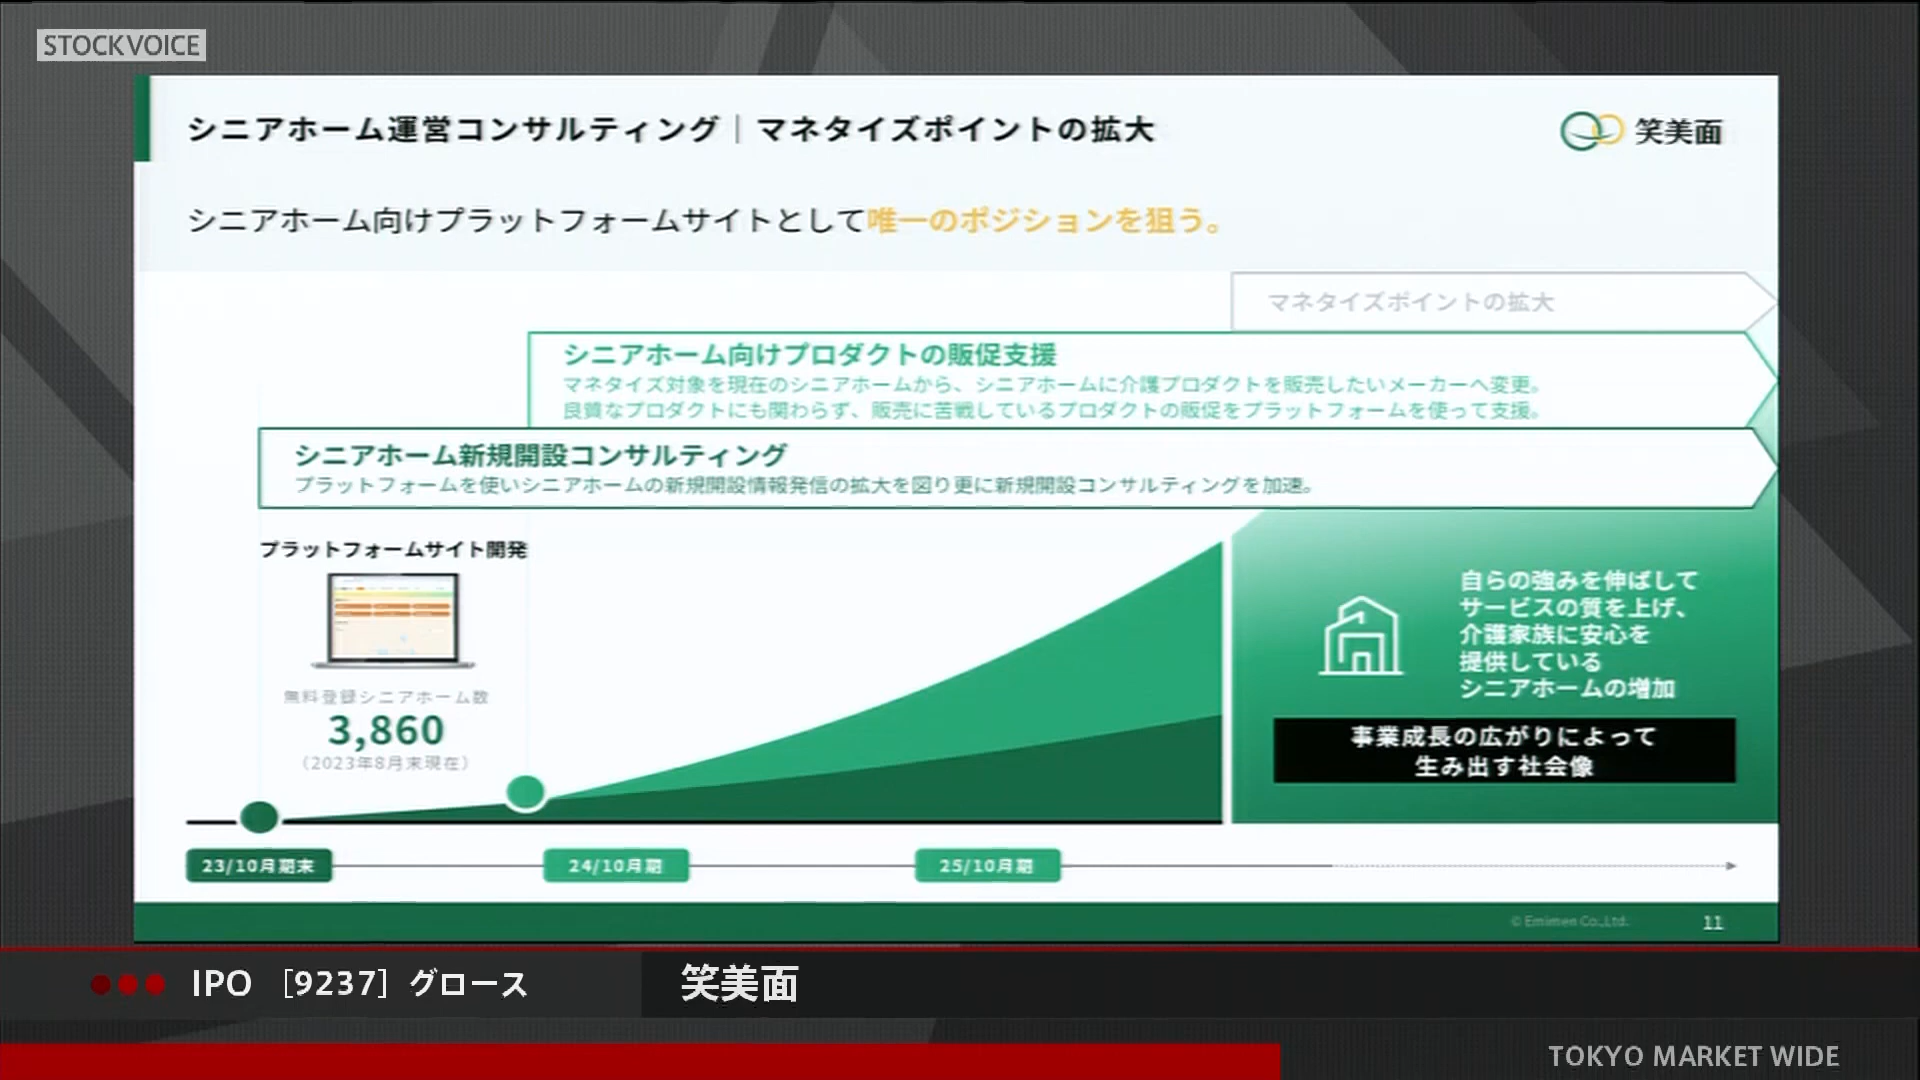 STOCKVOICE
シニアホーム運営コンサルティング｜マネタイズポイントの拡大
笑美面
シニアホーム向けプラットフォームサイトとして唯一のポジションを狙う。
マネタイズポイントの拡大
シニアホーム向けプロダクトの販促支援
マネタイズ対象を現在のシニアホームから、シニアホームに介護プロダクトを販売したいメーカーへ変更。
良質なプロダクトにも関わらず、販売に苦戦しているプロダクトの販促をプラットフォームを使って支援。
シニアホーム新規開設コンサルティング
プラットフォームを使いシニアホームの新規開設情報発信の拡大を図り更に新規開設コンサルティングを加速。
プラットフォームサイト開発
無料登録シニアホーム数
3,860
（2023年8月末現在）
自らの強みを伸ばして
サービスの質を上げ、
介護家族に安心を
提供している
シニアホームの増加
事業成長の広がりによって
生み出す社会像
23/10月期末
24/10月期
25/10月期
© Emimen Co.,Ltd.
11
IPO ［9237］グロース
笑美面
TOKYO MARKET WIDE